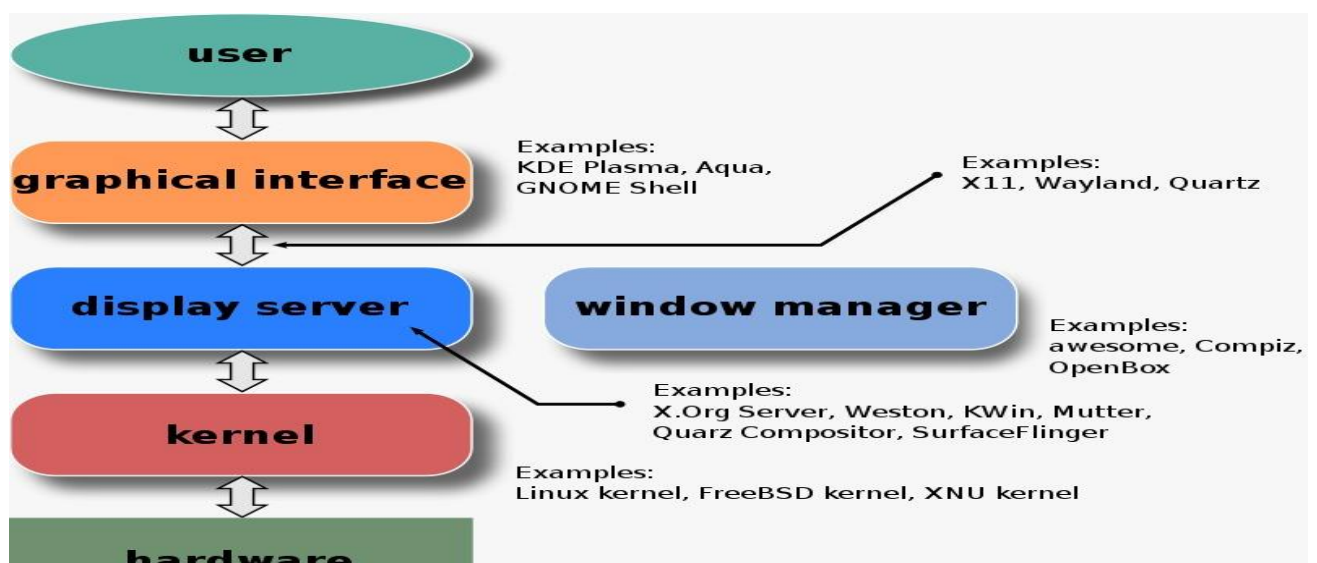 user
Examples:
KDE Plasma, Aqua,
GNOME Shell
graphical interface
Examples:
X11, Wayland, Quartz
display server
window manager
Examples:
awesome, Compiz,
OpenBox
Examples:
X.Org Server, Weston, KWin, Mutter,
Quarz Compositor, SurfaceFlinger
kernel
Examples:
Linux kernel, FreeBSD kernel, XNU kernel
hardware